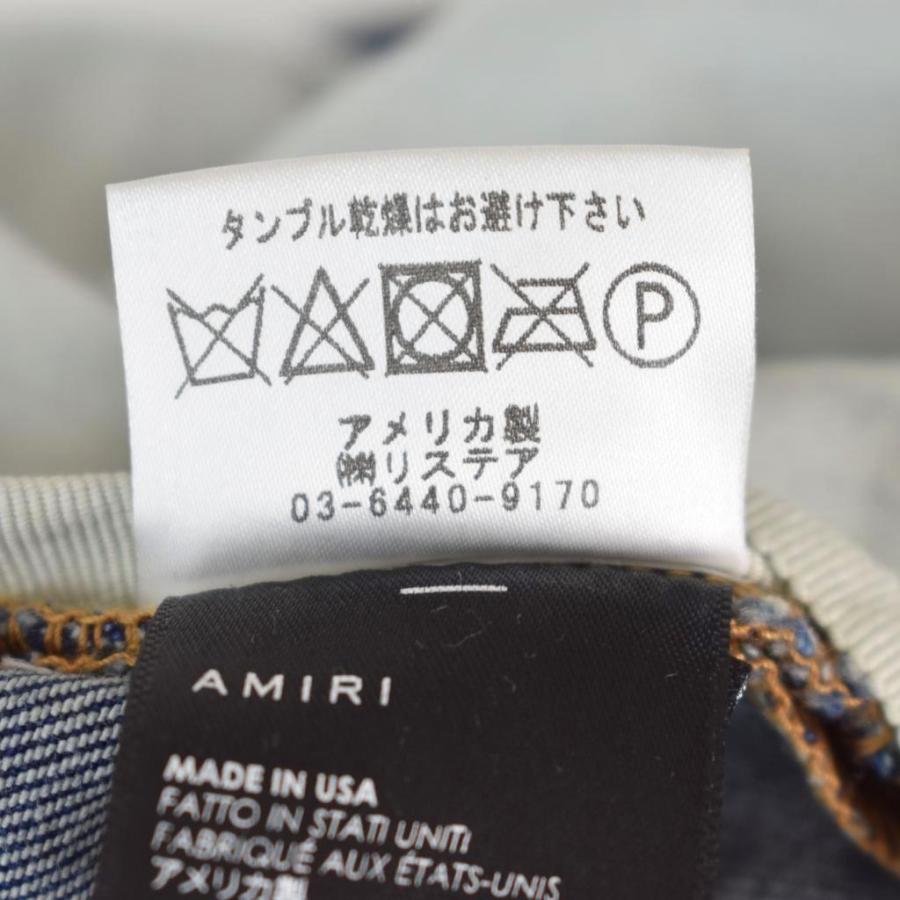 タンブル乾燥はお避け下さい
P
アメリカ製
㈱リステア
03-6440-9170
AMIRI
MADE IN USA
FATTO IN STATI UNITI
FABRIQUÉ AUX ÉTATS-UNIS
アメリカ製